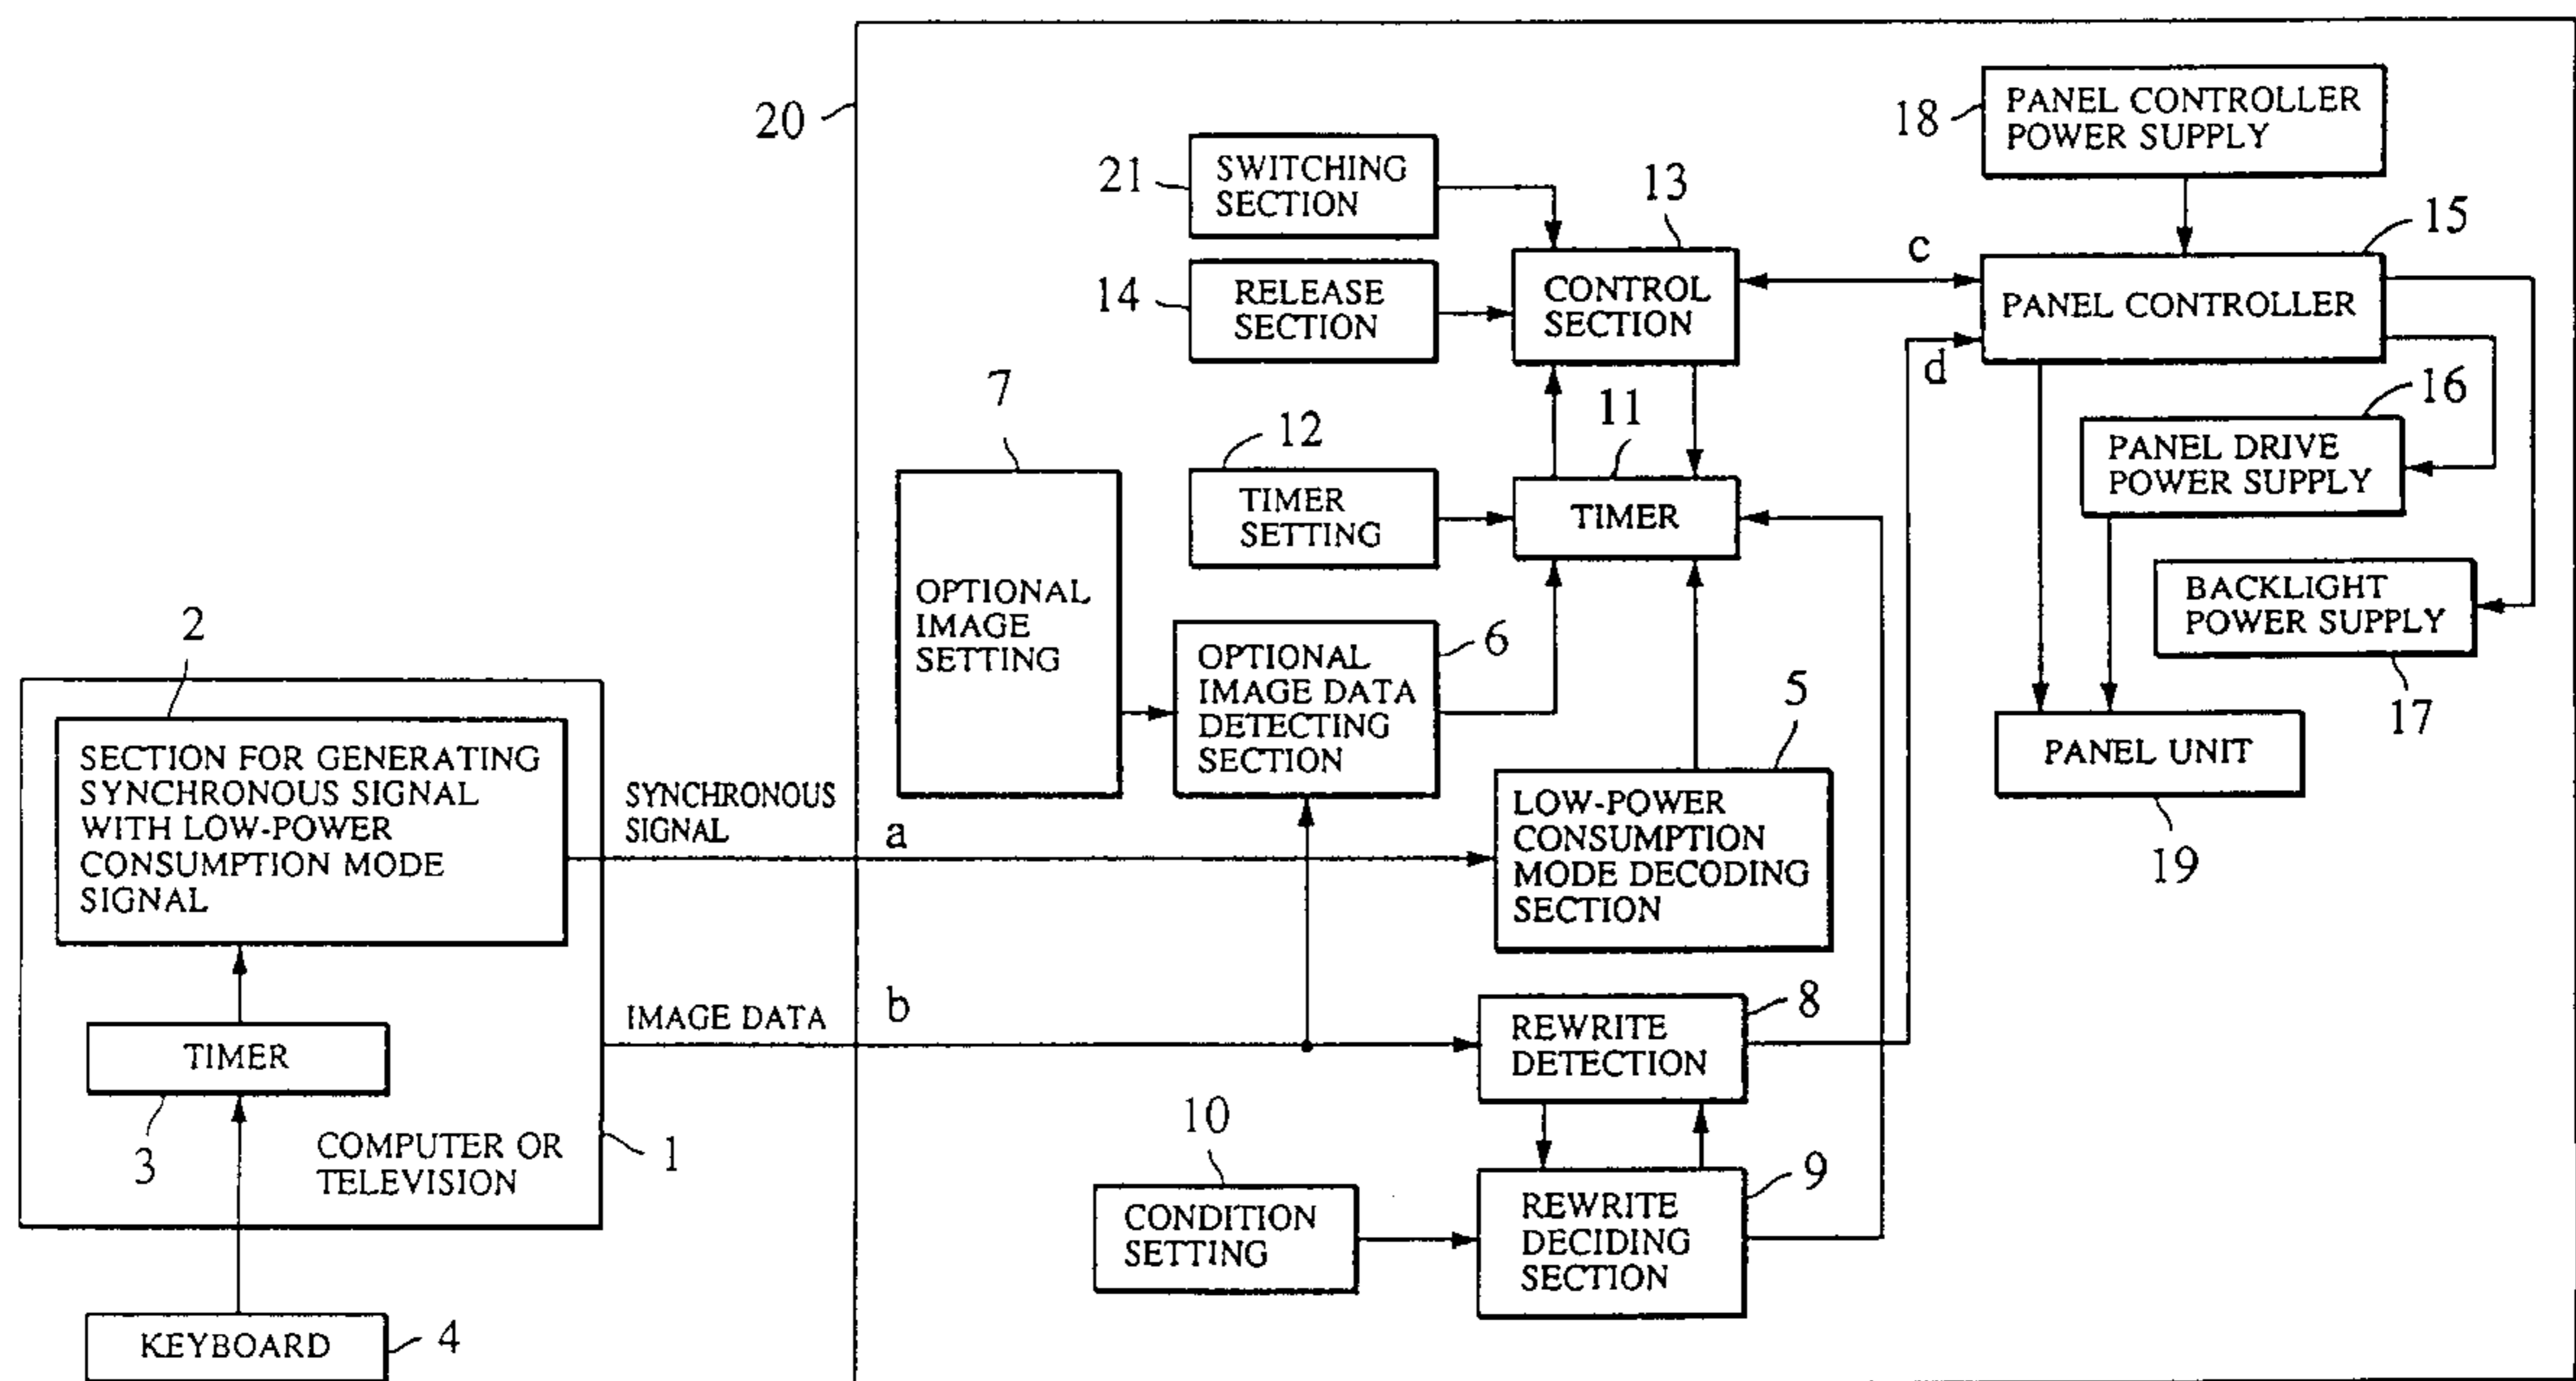 20
18
PANEL CONTROLLER
POWER SUPPLY
21
SWITCHING
SECTION
13
15
14
RELEASE
SECTION
CONTROL
SECTION
c
d
PANEL CONTROLLER
7
12
11
16
PANEL DRIVE
POWER SUPPLY
TIMER
SETTING
TIMER
OPTIONAL
IMAGE
SETTING
BACKLIGHT
POWER SUPPLY
17
2
6
OPTIONAL
IMAGE DATA
DETECTING
SECTION
5
PANEL UNIT
19
SECTION FOR GENERATING
SYNCHRONOUS SIGNAL
WITH LOW-POWER
CONSUMPTION MODE
SIGNAL
SYNCHRONOUS
SIGNAL
a
LOW-POWER
CONSUMPTION
MODE DECODING
SECTION
IMAGE DATA
b
8
REWRITE
DETECTION
TIMER
3
COMPUTER OR
TELEVISION
1
10
CONDITION
SETTING
9
REWRITE
DECIDING
SECTION
KEYBOARD
4